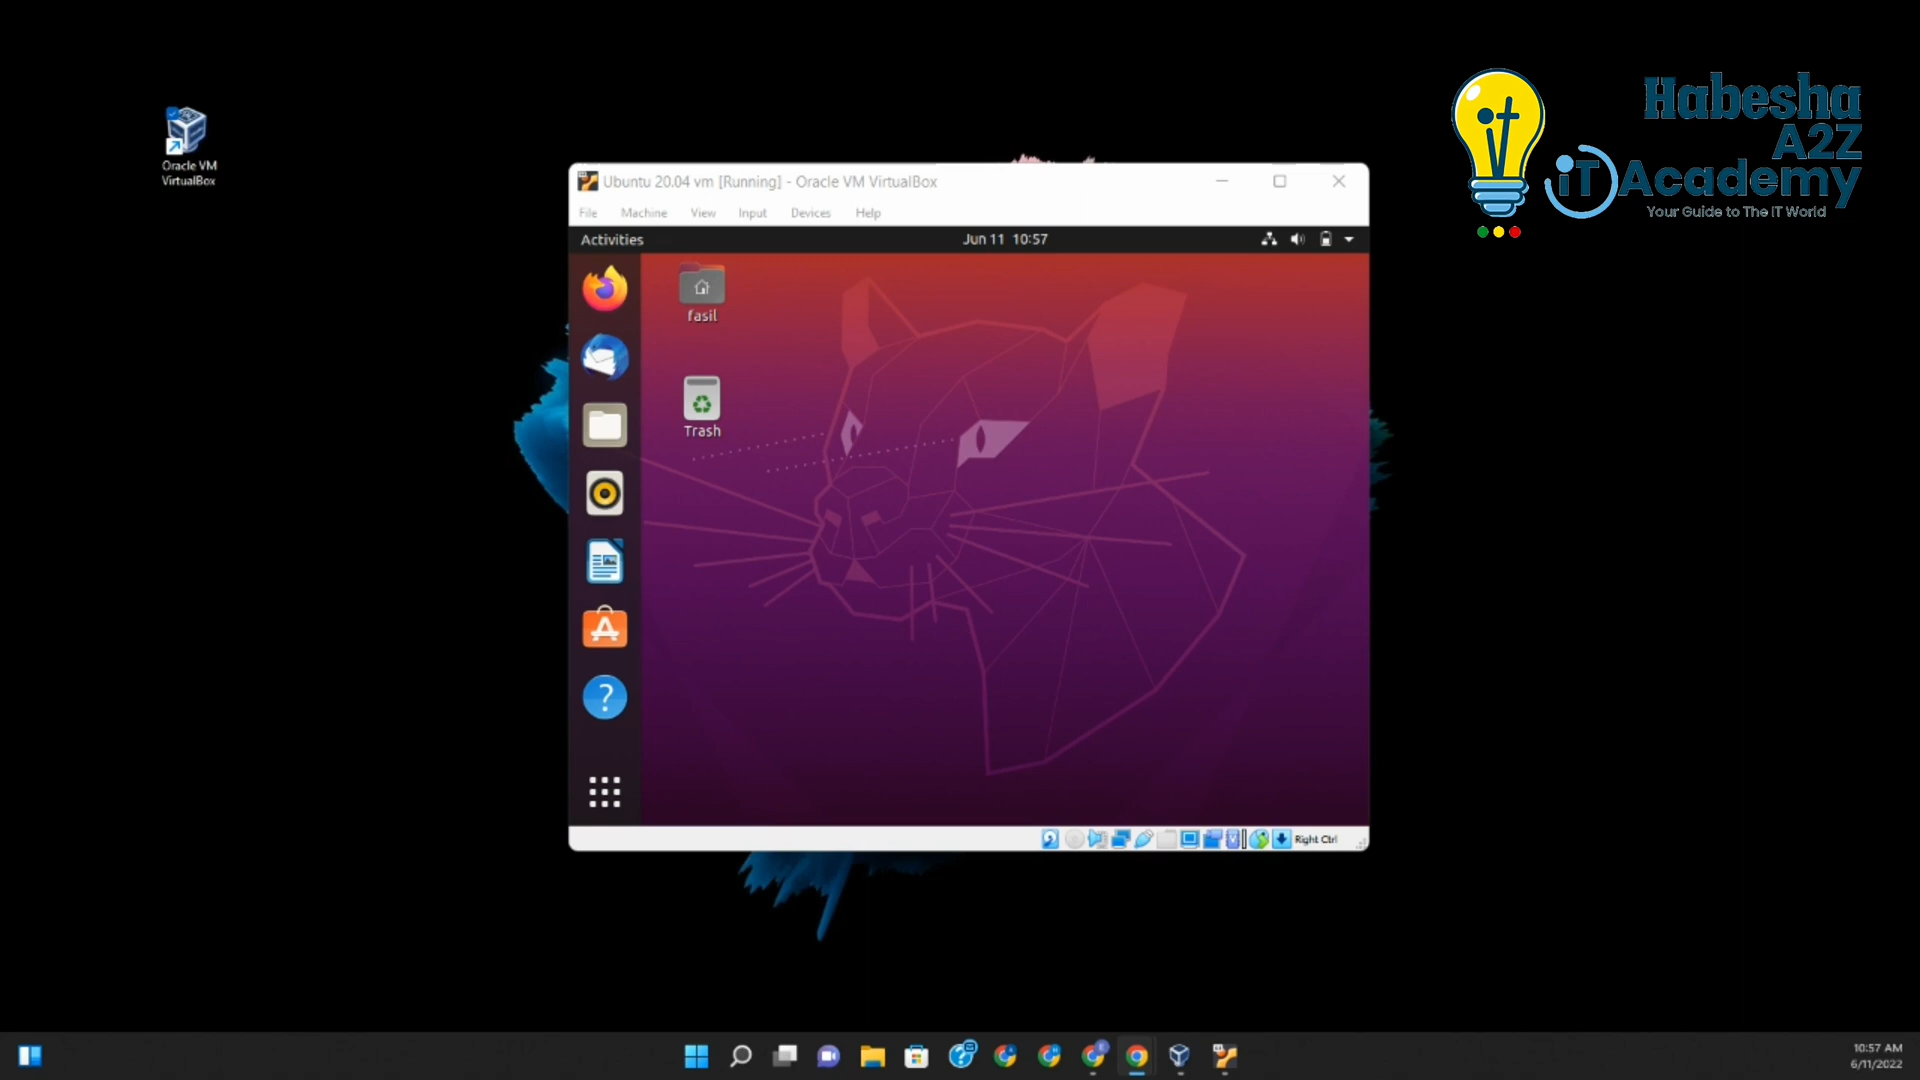 Oracle VM
VirtualBox
Habesha
A2Z
iT Academy
Your Guide to The IT World
it
Ubuntu 20.04 vm [Running] - Oracle VM VirtualBox
File Machine View Input Devices Help
Activities Jun 11 10:57
fasil
Trash
Right Ctrl
10:57 AM
6/11/2022